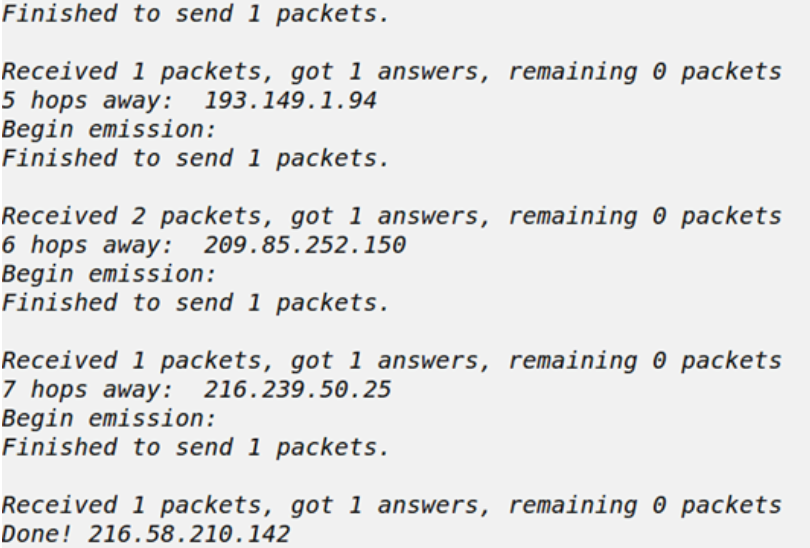 Finished to send 1 packets.
Received 1 packets, got 1 answers, remaining 0 packets
5 hops away:  193.149.1.94
Begin emission:
Finished to send 1 packets.
Received 2 packets, got 1 answers, remaining 0 packets
6 hops away:  209.85.252.150
Begin emission:
Finished to send 1 packets.
Received 1 packets, got 1 answers, remaining 0 packets
7 hops away:  216.239.50.25
Begin emission:
Finished to send 1 packets.
Received 1 packets, got 1 answers, remaining 0 packets
Done! 216.58.210.142